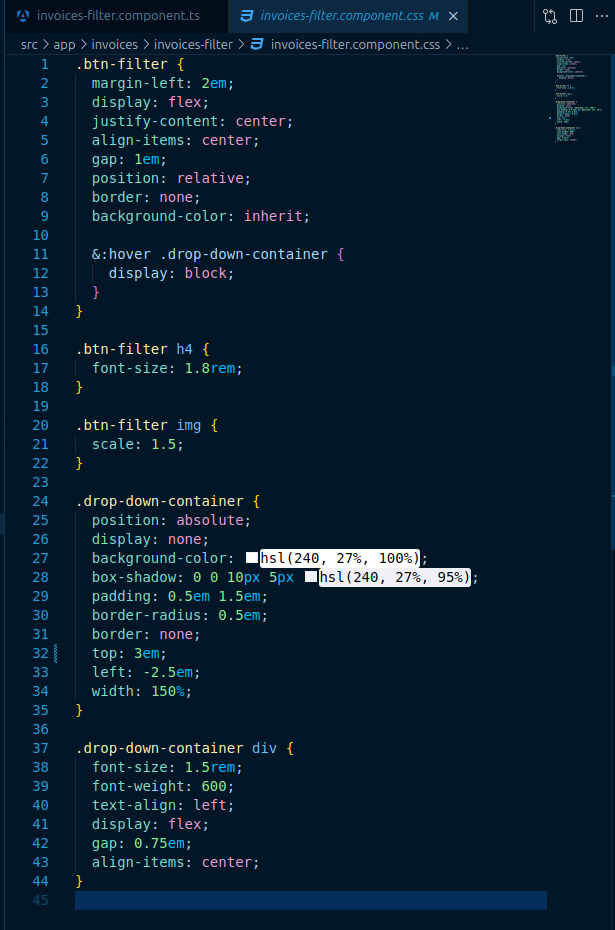 invoices-filter.component.ts
invoices-filter.component.css M
src > app > invoices > invoices-filter > invoices-filter.component.css > ...
1 .btn-filter {
2 margin-left: 2em;
3 display: flex;
4 justify-content: center;
5 align-items: center;
6 gap: 1em;
7 position: relative;
8 border: none;
9 background-color: inherit;
10
11 &:hover .drop-down-container {
12 display: block;
13 }
14 }
15
16 .btn-filter h4 {
17 font-size: 1.8rem;
18 }
19
20 .btn-filter img {
21 scale: 1.5;
22 }
23
24 .drop-down-container {
25 position: absolute;
26 display: none;
27 background-color: hsl(240, 27%, 100%);
28 box-shadow: 0 0 10px 5px hsl(240, 27%, 95%);
29 padding: 0.5em 1.5em;
30 border-radius: 0.5em;
31 border: none;
32 top: 3em;
33 left: -2.5em;
34 width: 150%;
35 }
36
37 .drop-down-container div {
38 font-size: 1.5rem;
39 font-weight: 600;
40 text-align: left;
41 display: flex;
42 gap: 0.75em;
43 align-items: center;
44 }
45